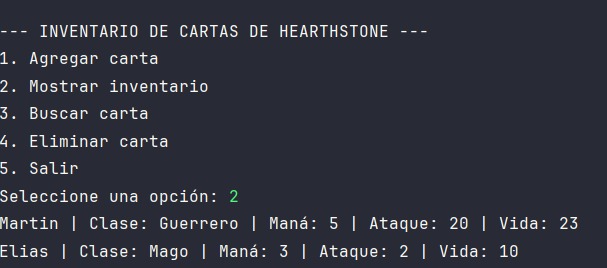 --- INVENTARIO DE CARTAS DE HEARTHSTONE ---
1. Agregar carta
2. Mostrar inventario
3. Buscar carta
4. Eliminar carta
5. Salir
Seleccione una opción: 2
Martin | Clase: Guerrero | Maná: 5 | Ataque: 20 | Vida: 23
Elias | Clase: Mago | Maná: 3 | Ataque: 2 | Vida: 10